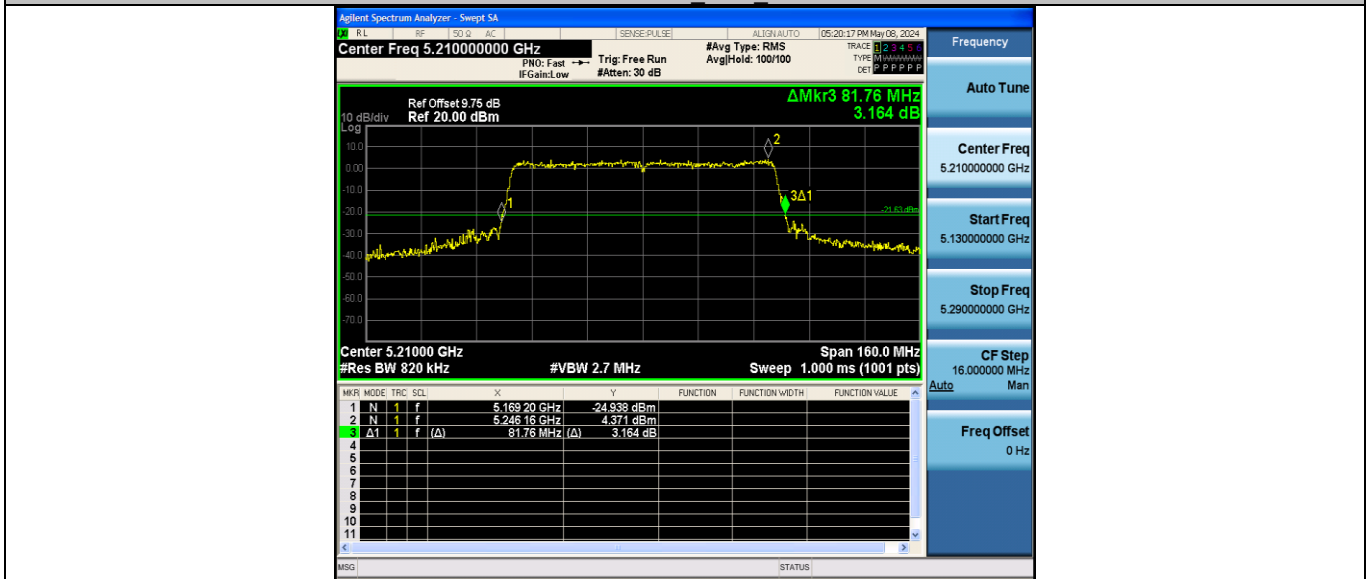 Agilent Spectrum Analyzer - Swept SA
RL RF 50 Ω AC SENSE:PULSE ALIGN AUTO 05:20:17 PM May 08, 2024
Center Freq 5.210000000 GHz #Avg Type: RMS TRACE 1 2 3 4 5 6
PNO: Fast Trig: Free Run Avg|Hold: 100/100 TYPE M WWWWW
IFGain:Low #Atten: 30 dB DET P P P P P P
Frequency
Auto Tune
Center Freq
5.210000000 GHz
Start Freq
5.130000000 GHz
Stop Freq
5.290000000 GHz
CF Step
16.000000 MHz
Auto Man
Freq Offset
0 Hz
ΔMkr3 81.76 MHz
3.164 dB
Ref Offset 9.75 dB
10 dB/div Ref 20.00 dBm
Log
10.0
0.00
-10.0
-20.0
-30.0
-40.0
-50.0
-60.0
-70.0
2
1
3Δ1
-21.63 dBm
Center 5.21000 GHz Span 160.0 MHz
#Res BW 820 kHz #VBW 2.7 MHz Sweep 1.000 ms (1001 pts)
MKR MODE TRC SCL X Y FUNCTION FUNCTION WIDTH FUNCTION VALUE
1 N 1 f 5.169 20 GHz -24.938 dBm
2 N 1 f 5.246 16 GHz 4.371 dBm
3 Δ1 1 f (Δ) 81.76 MHz (Δ) 3.164 dB
4
5
6
7
8
9
10
11
MSG STATUS